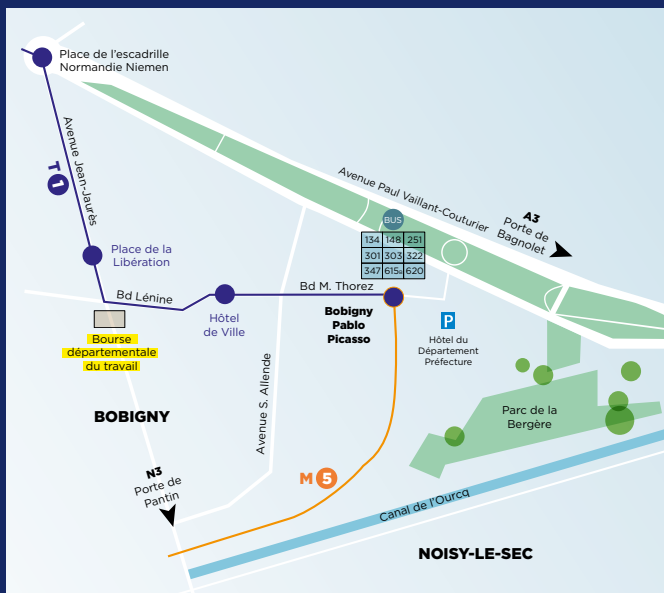 Place de l'escadrille
Normandie Niemen
Avenue Jean-Jaurès
T 1
Avenue Paul Vaillant-Couturier
A3
Porte de
Bagnolet
BUS
134 148 251
301 303 322
347 615s 620
Place de la
Libération
Bd Lénine
Hôtel
de Ville
Bd M. Thorez
Bobigny
Pablo
Picasso
P
Hôtel du
Département
Préfecture
Bourse
départementale
du travail
BOBIGNY
Avenue S. Allende
Parc de la
Bergère
N3
Porte de
Pantin
M 5
Canal de l'Ourcq
NOISY-LE-SEC